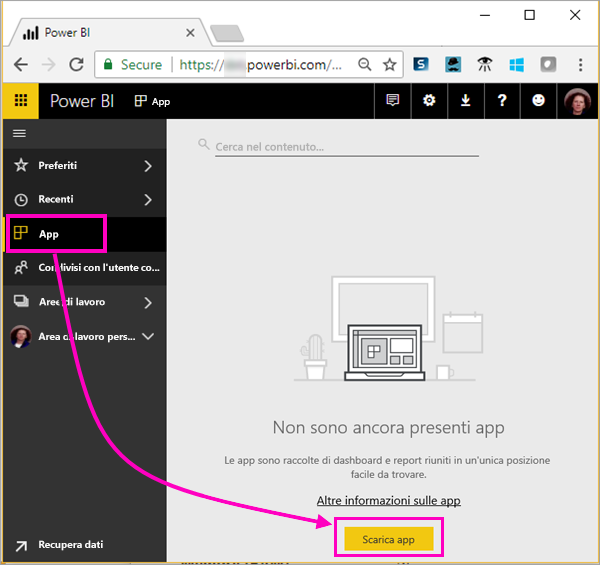 Power BI
Secure
https://
powerbi.com/...
Power BI
App
Cerca nel contenuto...
Preferiti
Recenti
App
Condivisi con l'utente co...
Aree di lavoro
Area di lavoro pers...
Non sono ancora presenti app
Le app sono raccolte di dashboard e report riuniti in un'unica posizione
facile da trovare.
Altre informazioni sulle app
Scarica app
Recupera dati